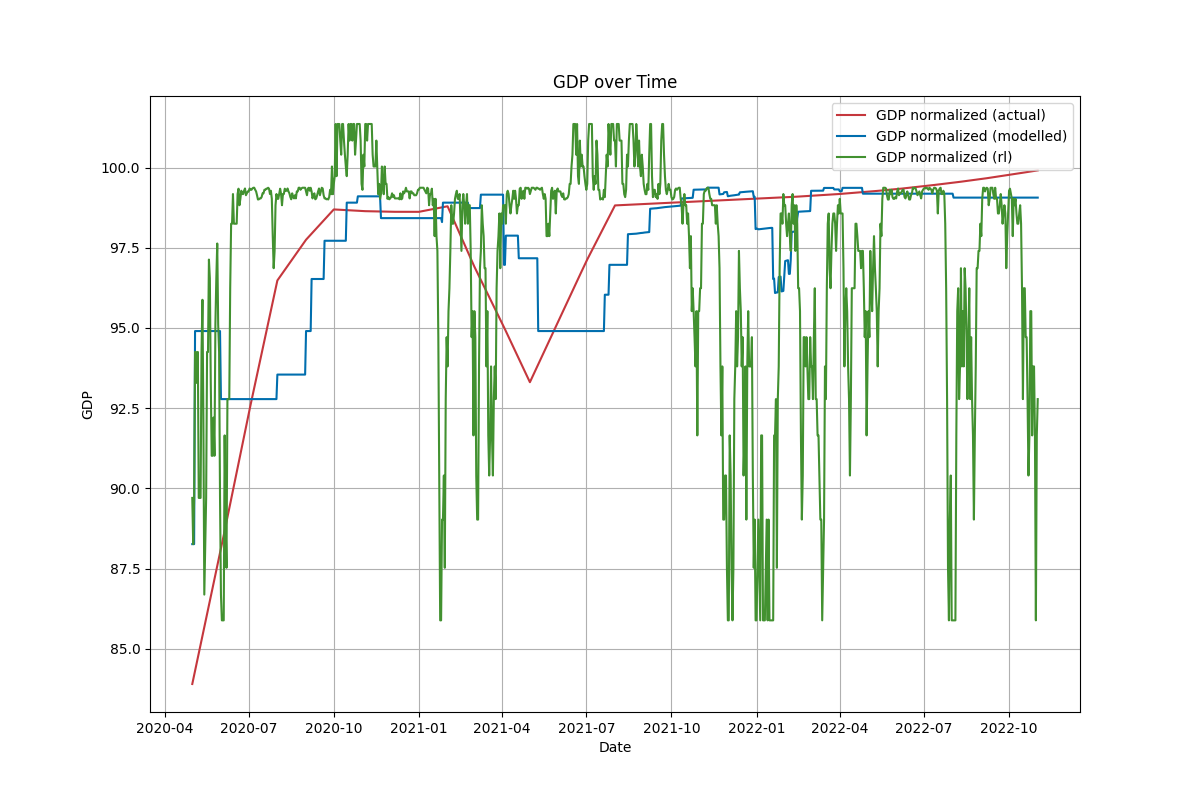 GDP over Time
GDP normalized (actual)
GDP normalized (modelled)
GDP normalized (rl)
GDP
100.0
97.5
95.0
92.5
90.0
87.5
85.0
2020-04 2020-07 2020-10 2021-01 2021-04 2021-07 2021-10 2022-01 2022-04 2022-07 2022-10
Date